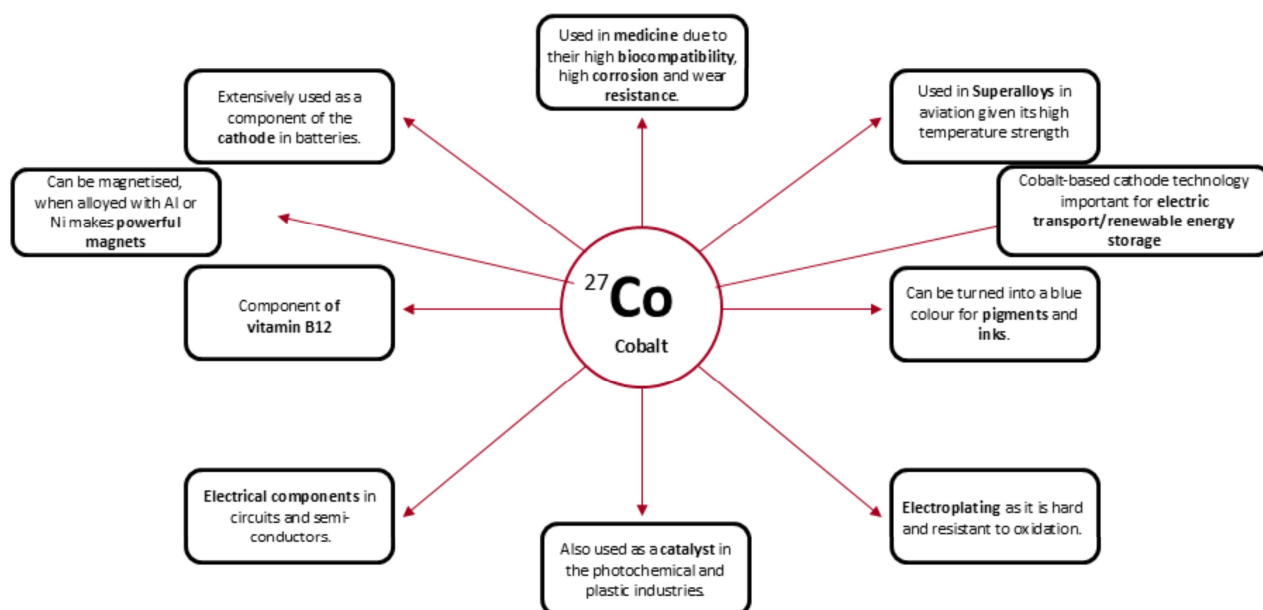 Used in medicine due to
their high biocompatibility,
high corrosion and wear
resistance.
Extensively used as a
component of the
cathode in batteries.
Used in Superalloys in
aviation given its high
temperature strength
Can be magnetised,
when alloyed with Al or
Ni makes powerful
magnets
Cobalt-based cathode technology
important for electric
transport/renewable energy
storage
27
Co
Cobalt
Component of
vitamin B12
Can be turned into a blue
colour for pigments and
inks.
Electrical components in
circuits and semi-
conductors.
Also used as a catalyst in
the photochemical and
plastic industries.
Electroplating as it is hard
and resistant to oxidation.